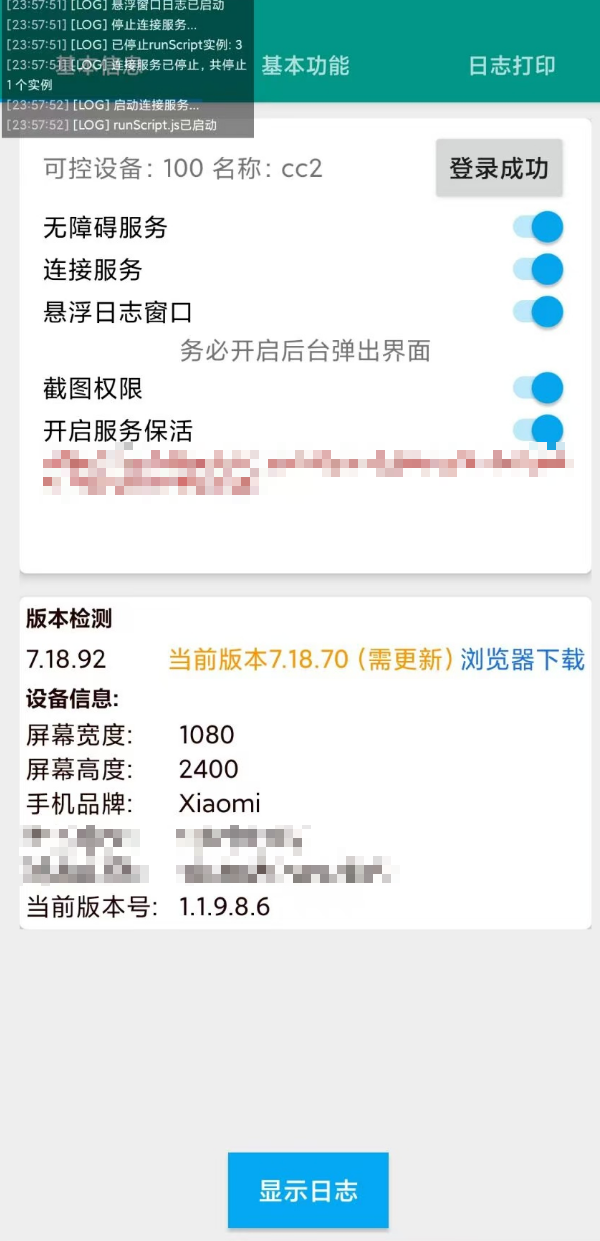 [23:57:51] [LOG] 悬浮窗口日志已启动
[23:57:51] [LOG] 停止连接服务...
[23:57:51] [LOG] 已停止runScript实例: 3
[23:57:51] [LOG] 连接服务已停止, 共停止
1 个实例
[23:57:52] [LOG] 启动连接服务...
[23:57:52] [LOG] runScript.js已启动
基本信息 基本功能 日志打印
可控设备: 100 名称: cc2 登录成功
无障碍服务
连接服务
悬浮日志窗口
务必开启后台弹出界面
截图权限
开启服务保活
版本检测
7.18.92 当前版本7.18.70 (需更新) 浏览器下载
设备信息:
屏幕宽度: 1080
屏幕高度: 2400
手机品牌: Xiaomi
当前版本号: 1.1.9.8.6
显示日志